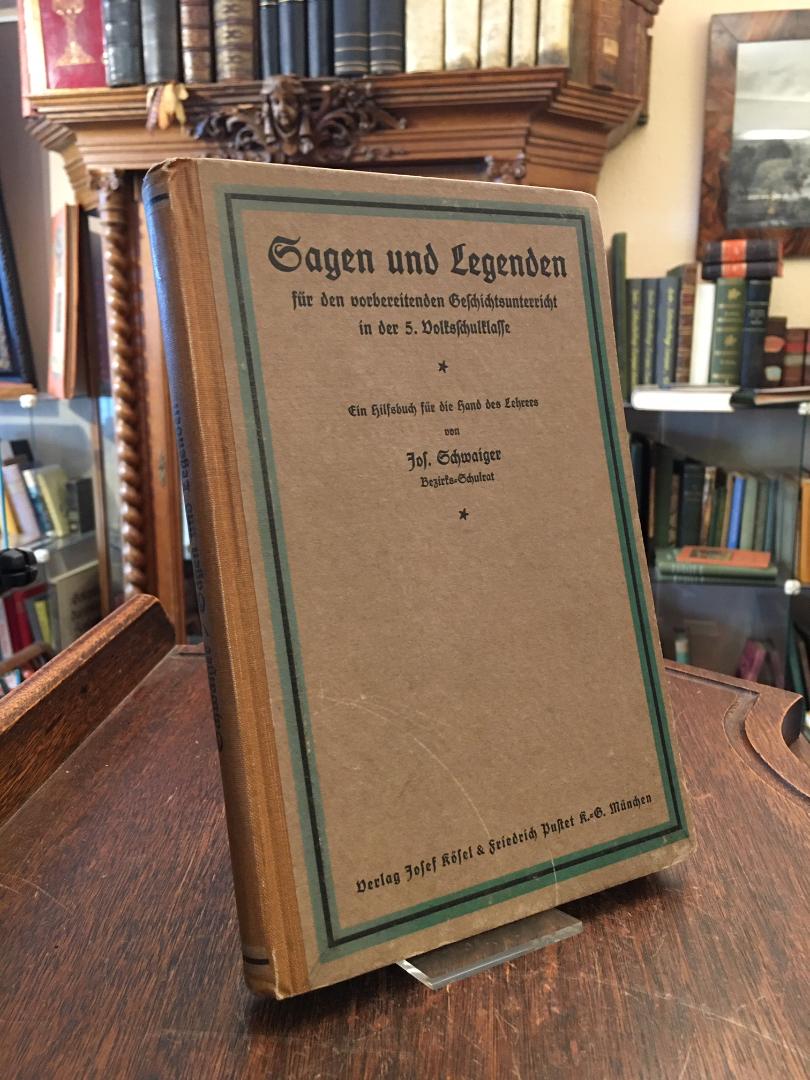 Sagen und Legenden
für den vorbereitenden Geschichtsunterricht
in der 5. Volksschulklasse
*
Ein Hilfsbuch für die Hand des Lehrers
von
Jos. Schwaiger
Bezirks-Schulrat
*
Verlag Josef Kösel & Friedrich Pustet K.-G. München